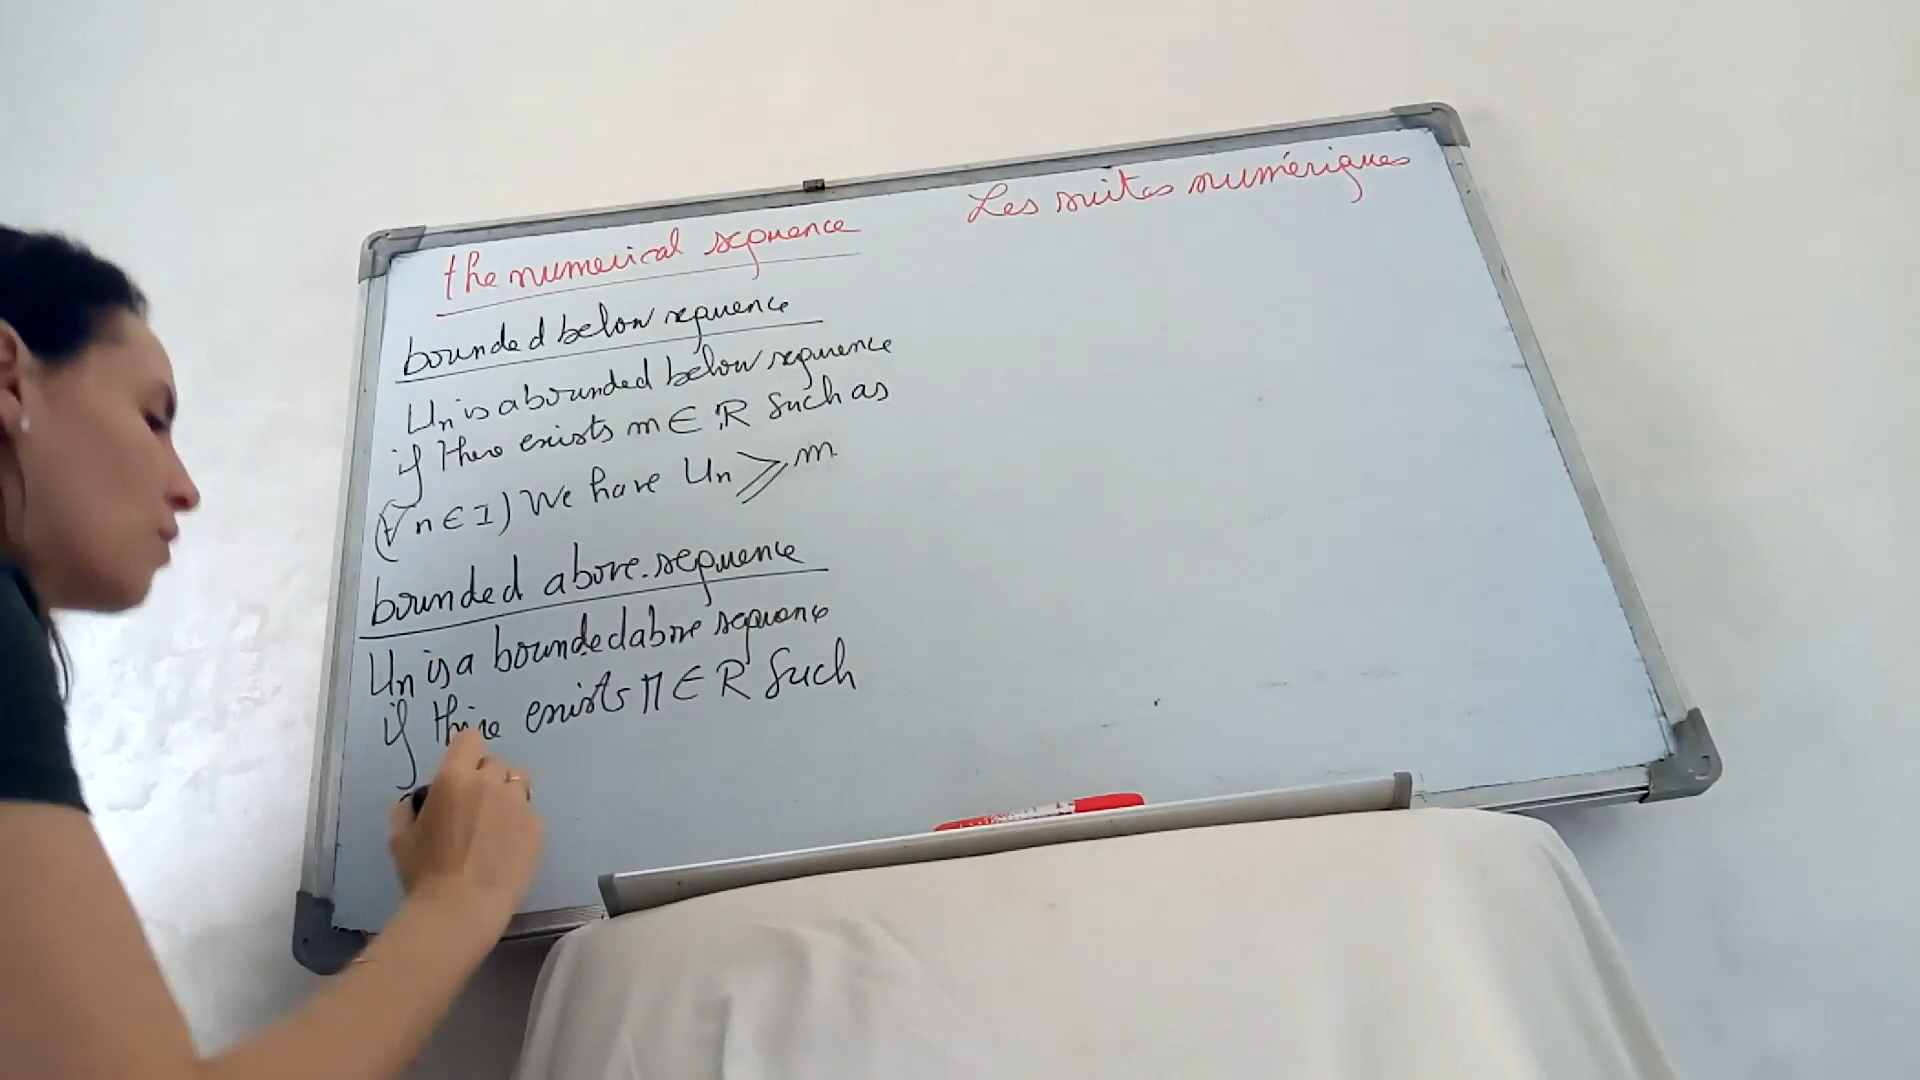 the numerical sequence
Les suites numériques
bounded below sequence
Un is a bounded below sequence
if there exists m ∈ R such as
(∀ n ∈ I) We have Un ⩾ m
bounded above sequence
Un is a bounded above sequence
if there exists M ∈ R such